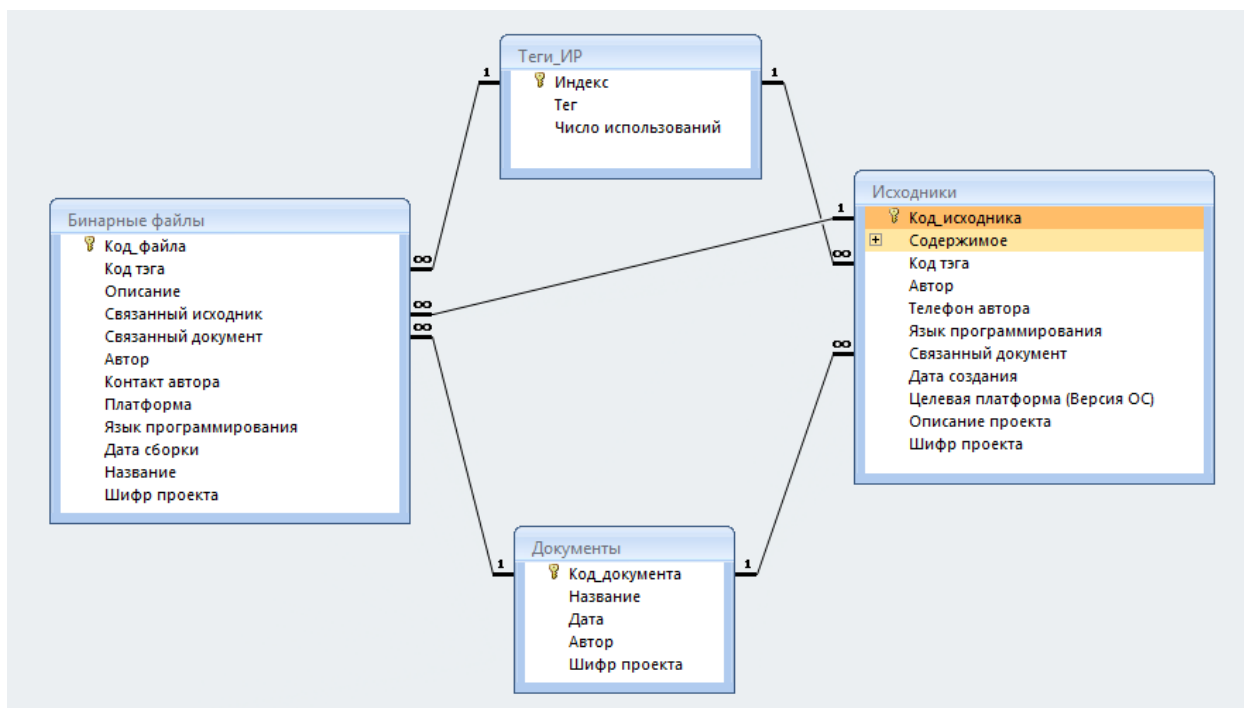 Теги_ИР
Индекс
Тег
Число использований
1
1
Бинарные файлы
Код_файла
Код тэга
Описание
Связанный исходник
Связанный документ
Автор
Контакт автора
Платформа
Язык программирования
Дата сборки
Название
Шифр проекта
∞
∞
∞
Исходники
Код_исходника
Содержимое
Код тэга
Автор
Телефон автора
Язык программирования
Связанный документ
Дата создания
Целевая платформа (Версия ОС)
Описание проекта
Шифр проекта
1
∞
∞
Документы
Код_документа
Название
Дата
Автор
Шифр проекта
1
1